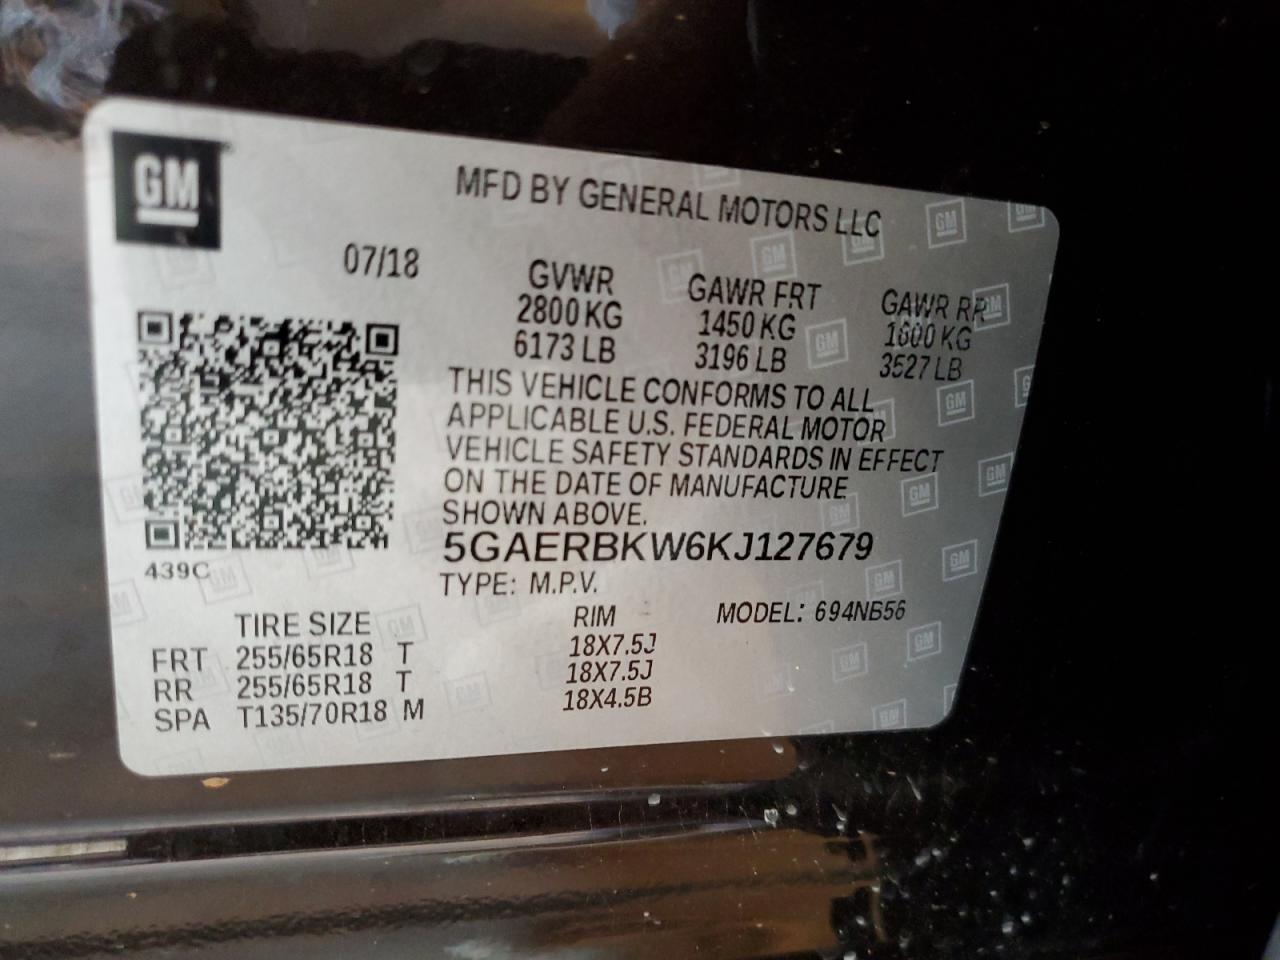 GM
MFD BY GENERAL MOTORS LLC
07/18
GVWR GAWR FRT GAWR RR
2800 KG 1450 KG 1600 KG
6173 LB 3196 LB 3527 LB
THIS VEHICLE CONFORMS TO ALL
APPLICABLE U.S. FEDERAL MOTOR
VEHICLE SAFETY STANDARDS IN EFFECT
ON THE DATE OF MANUFACTURE
SHOWN ABOVE.
5GAERBKW6KJ127679
439C
TYPE: M.P.V.
TIRE SIZE RIM MODEL: 694NB56
FRT 255/65R18 T 18X7.5J
RR 255/65R18 T 18X7.5J
SPA T135/70R18 M 18X4.5B